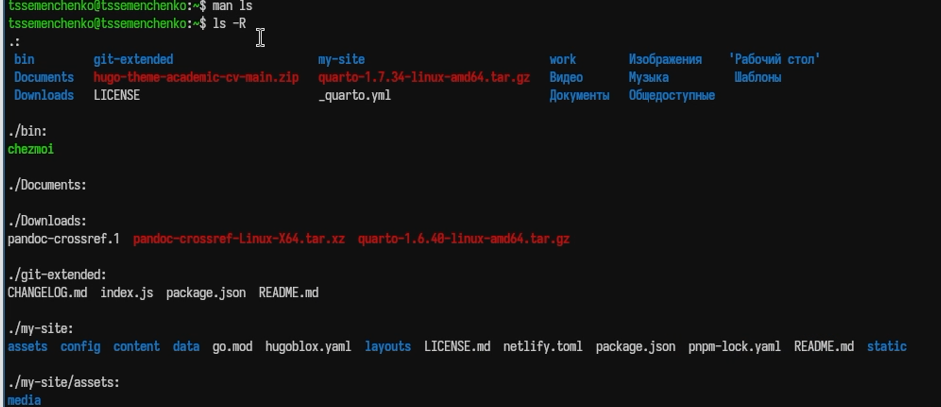 tssemenchenko@tssemenchenko:~$ man ls
tssemenchenko@tssemenchenko:~$ ls -R
.:
bin git-extended my-site work Изображения 'Рабочий стол'
Documents hugo-theme-academic-cv-main.zip quarto-1.7.34-linux-amd64.tar.gz Видео Музыка Шаблоны
Downloads LICENSE _quarto.yml Документы Общедоступные
./bin:
chezmoi
./Documents:
./Downloads:
pandoc-crossref.1 pandoc-crossref-Linux-X64.tar.xz quarto-1.6.40-linux-amd64.tar.gz
./git-extended:
CHANGELOG.md index.js package.json README.md
./my-site:
assets config content data go.mod hugoblox.yaml layouts LICENSE.md netlify.toml package.json pnpm-lock.yaml README.md static
./my-site/assets:
media